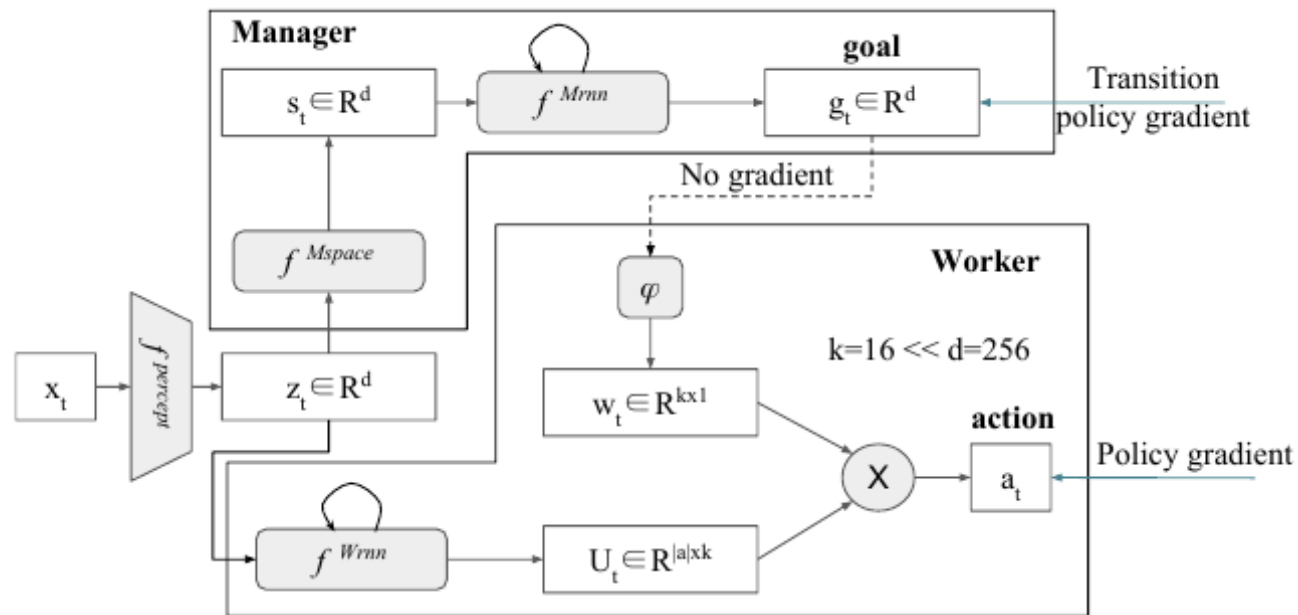 Manager
goal
s_t ∈ R^d
f^Mrnn
g_t ∈ R^d
Transition
policy gradient
No gradient
f^Mspace
Worker
φ
k=16 << d=256
x_t
f^percept
z_t ∈ R^d
w_t ∈ R^kx1
action
X
a_t
Policy gradient
f^Wrnn
U_t ∈ R^|a|xk